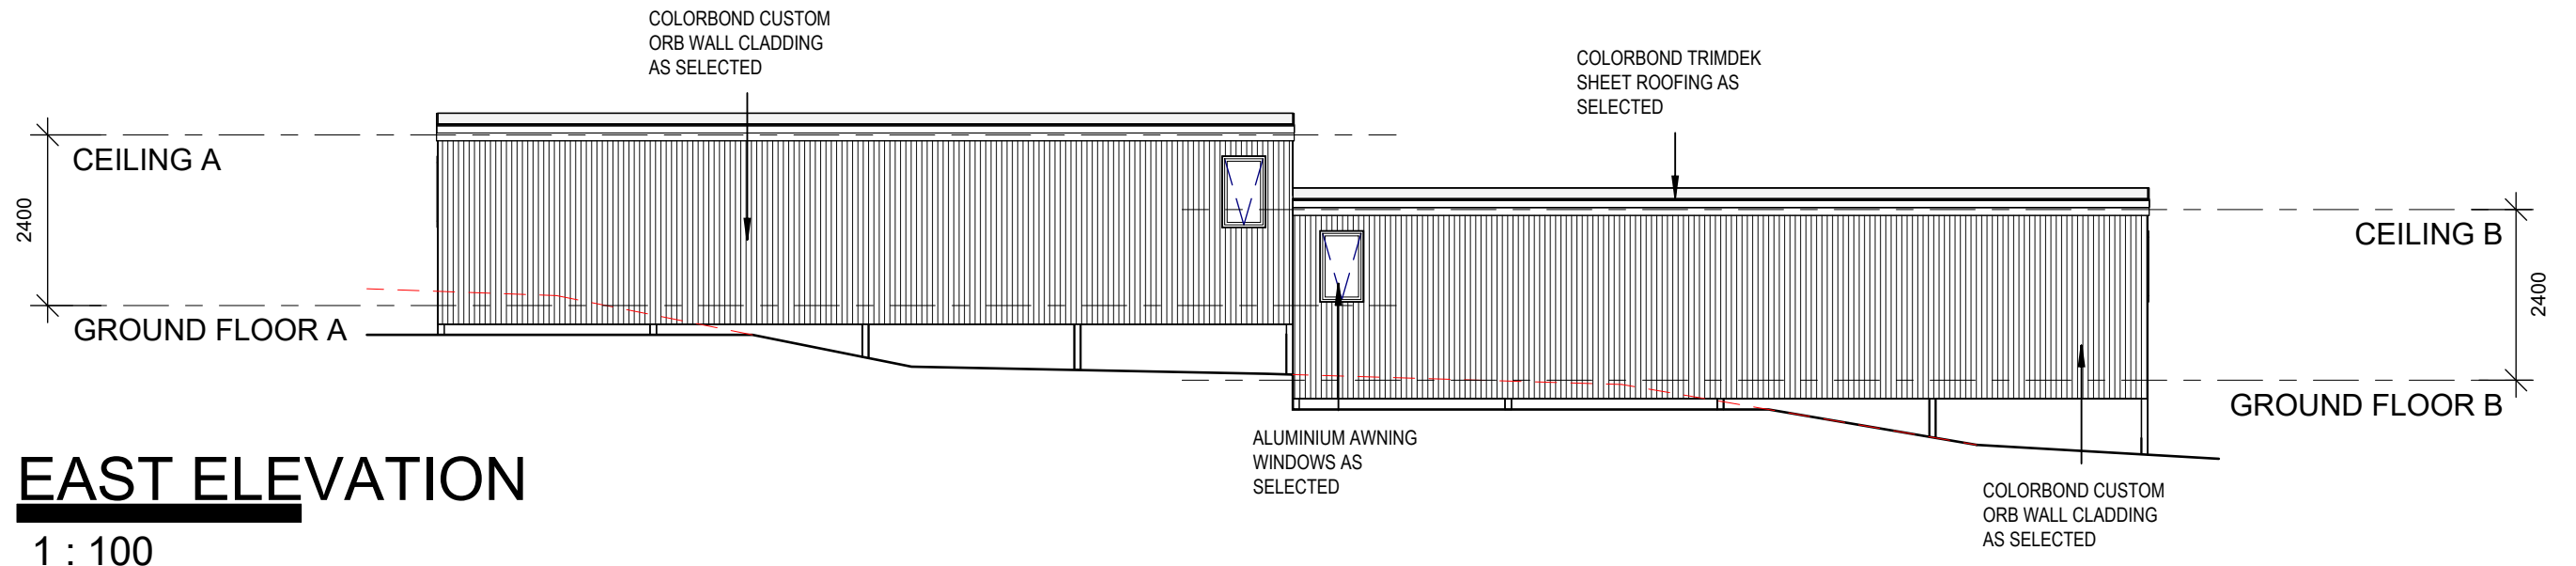 COLORBOND CUSTOM
ORB WALL CLADDING
AS SELECTED
COLORBOND TRIMDEK
SHEET ROOFING AS
SELECTED
CEILING A
2400
GROUND FLOOR A
CEILING B
2400
GROUND FLOOR B
ALUMINIUM AWNING
WINDOWS AS
SELECTED
COLORBOND CUSTOM
ORB WALL CLADDING
AS SELECTED
EAST ELEVATION
1 : 100